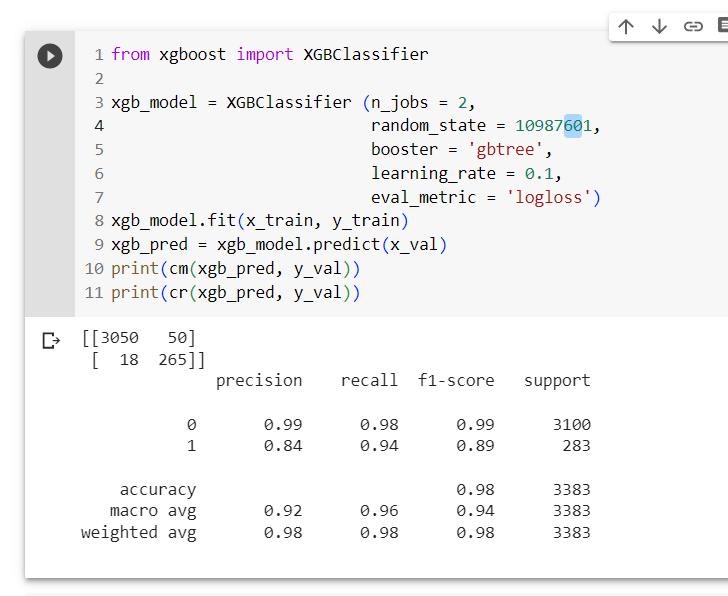 1 from xgboost import XGBClassifier
2
3 xgb_model = XGBClassifier (n_jobs = 2,
4 random_state = 10987601,
5 booster = 'gbtree',
6 learning_rate = 0.1,
7 eval_metric = 'logloss')
8 xgb_model.fit(x_train, y_train)
9 xgb_pred = xgb_model.predict(x_val)
10 print(cm(xgb_pred, y_val))
11 print(cr(xgb_pred, y_val))
[[3050 50]
[ 18 265]]
precision recall f1-score support
0 0.99 0.98 0.99 3100
1 0.84 0.94 0.89 283
accuracy 0.98 3383
macro avg 0.92 0.96 0.94 3383
weighted avg 0.98 0.98 0.98 3383